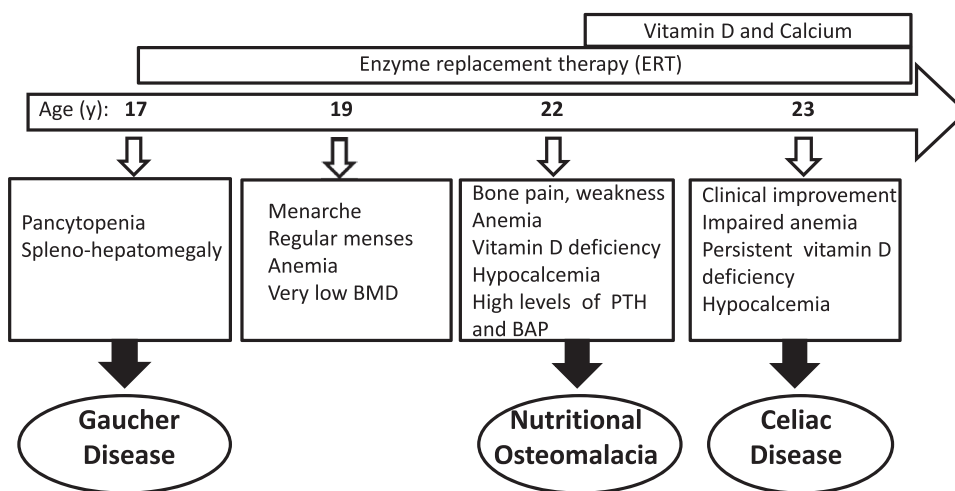 Vitamin D and Calcium
Enzyme replacement therapy (ERT)
Age (y): 17 19 22 23
Pancytopenia
Spleno-hepatomegaly
Menarche
Regular menses
Anemia
Very low BMD
Bone pain, weakness
Anemia
Vitamin D deficiency
Hypocalcemia
High levels of PTH
and BAP
Clinical improvement
Impaired anemia
Persistent vitamin D
deficiency
Hypocalcemia
Gaucher
Disease
Nutritional
Osteomalacia
Celiac
Disease